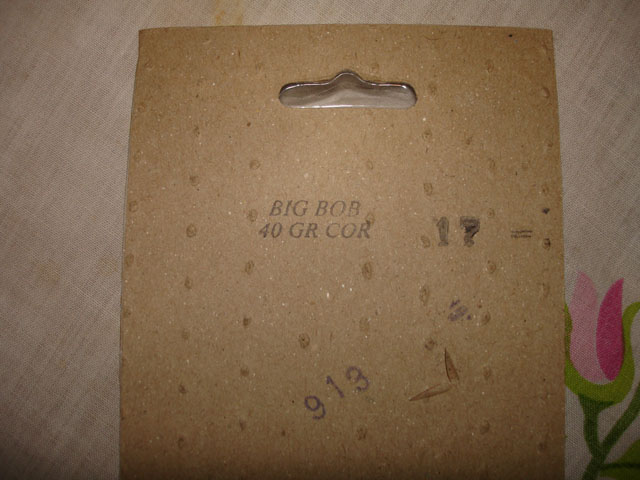 BIG BOB
40 GR COR
17 =
913